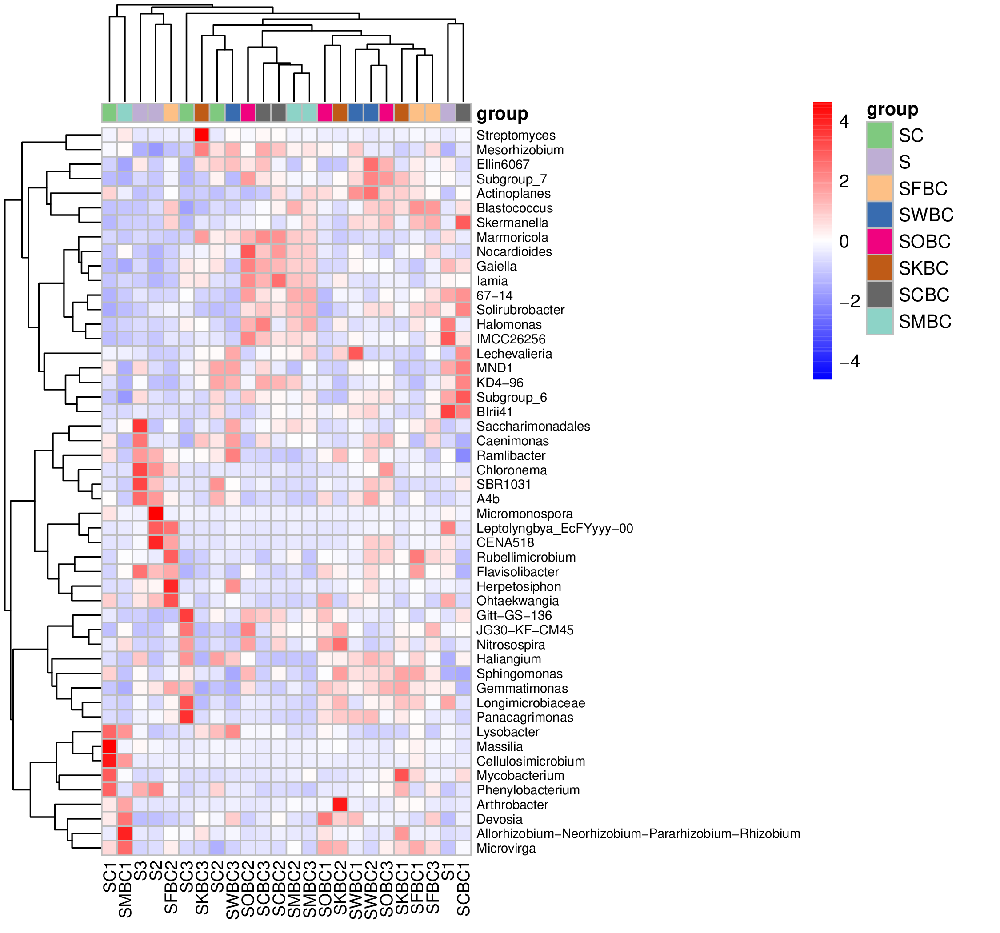 group
Streptomyces
Mesorhizobium
Ellin6067
Subgroup_7
Actinoplanes
Blastococcus
Skermanella
Marmoricola
Nocardioides
Gaiella
Iamia
67−14
Solirubrobacter
Halomonas
IMCC26256
Lechevalieria
MND1
KD4−96
Subgroup_6
BIrii41
Saccharimonadales
Caenimonas
Ramlibacter
Chloronema
SBR1031
A4b
Micromonospora
Leptolyngbya_EcFYyyy−00
CENA518
Rubellimicrobium
Flavisolibacter
Herpetosiphon
Ohtaekwangia
Gitt−GS−136
JG30−KF−CM45
Nitrosospira
Haliangium
Sphingomonas
Gemmatimonas
Longimicrobiaceae
Panacagrimonas
Lysobacter
Massilia
Cellulosimicrobium
Mycobacterium
Phenylobacterium
Arthrobacter
Devosia
Allorhizobium−Neorhizobium−Pararhizobium−Rhizobium
Microvirga
SC1
SMBC1
S3
S2
SFBC2
SC3
SKBC3
SC2
SWBC3
SOBC2
SCBC3
SCBC2
SMBC2
SMBC3
SOBC1
SKBC2
SWBC1
SWBC2
SOBC3
SKBC1
SFBC1
SFBC3
S1
SCBC1
4
2
0
−2
−4
group
SC
S
SFBC
SWBC
SOBC
SKBC
SCBC
SMBC